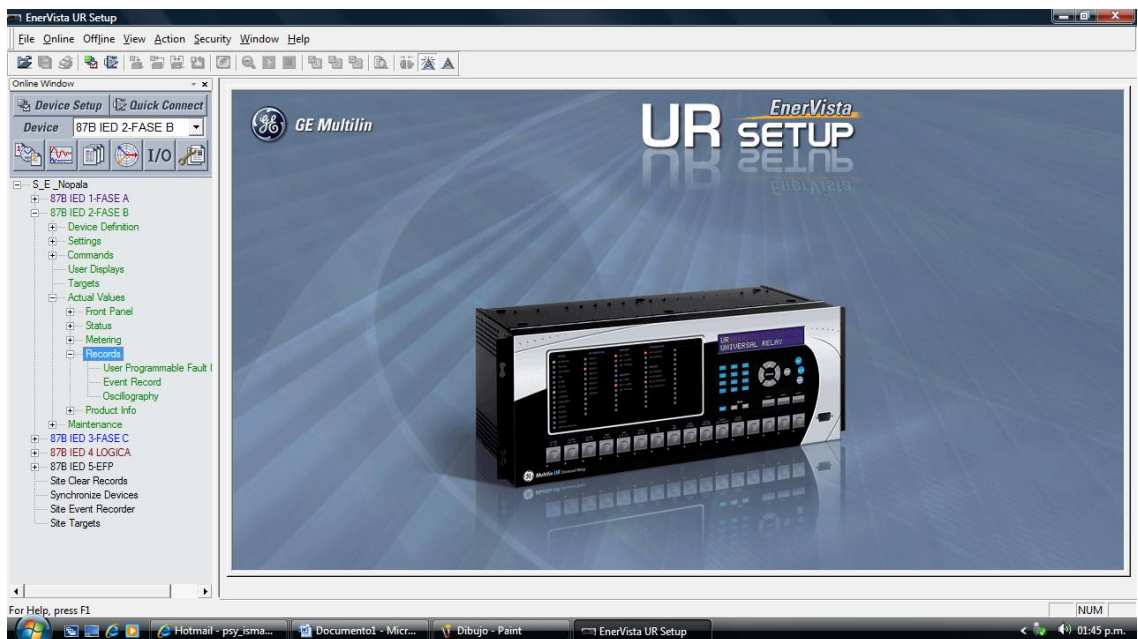 EnerVista UR Setup
File Online Offline View Action Security Window Help
Online Window
Device Setup Quick Connect
Device 87B IED 2-FASE B
I/O
S_E_Nopala
87B IED 1-FASE A
87B IED 2-FASE B
Device Definition
Settings
Commands
User Displays
Targets
Actual Values
Front Panel
Status
Metering
Records
User Programmable Fault
Event Record
Oscillography
Product Info
Maintenance
87B IED 3-FASE C
87B IED 4 LOGICA
87B IED 5-EFP
Site Clear Records
Synchronize Devices
Site Event Recorder
Site Targets
GE Multilin
EnerVista
UR SETUP
UR
UNIVERSAL RELAY
Multilin UR Universal Relay
For Help, press F1
NUM
Hotmail - psy_isma...
Documento1 - Micr...
Dibujo - Paint
EnerVista UR Setup
01:45 p.m.